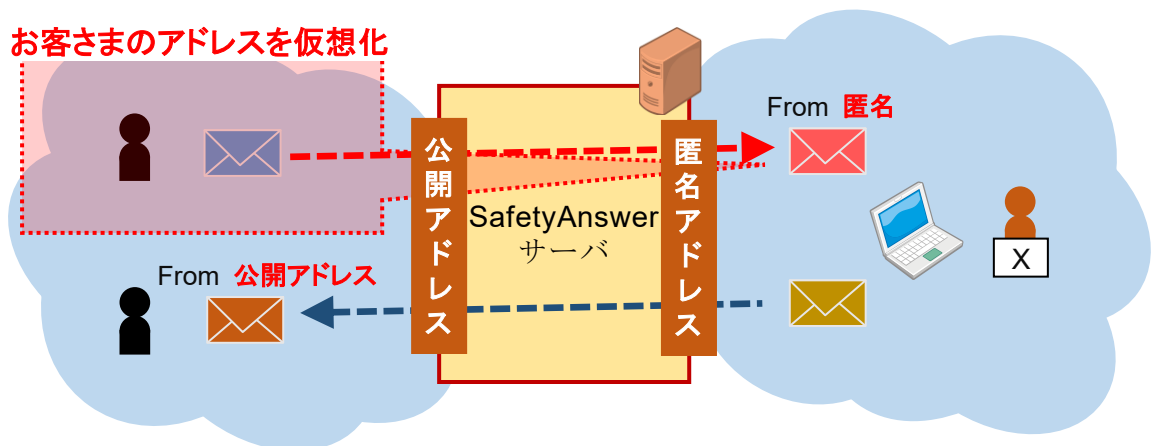 お客さまのアドレスを仮想化
公開アドレス
匿名アドレス
From 匿名
SafetyAnswer
サーバ
X
From 公開アドレス